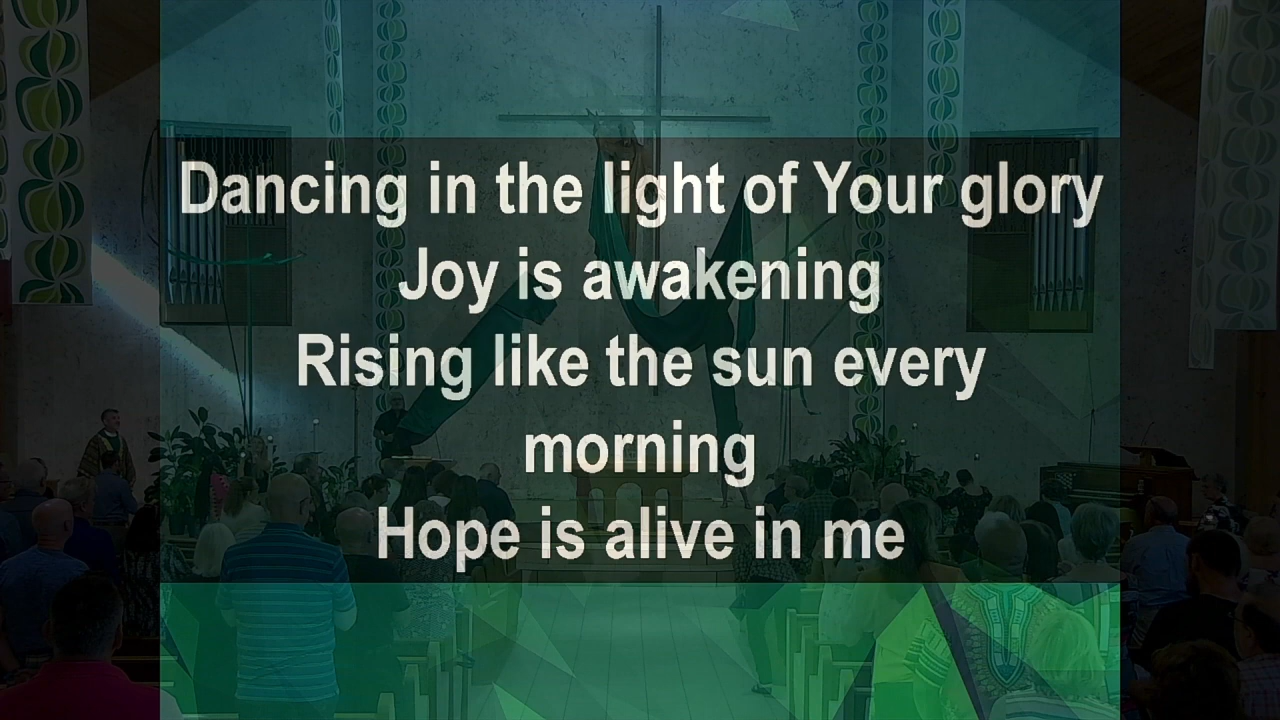 Dancing in the light of Your glory
Joy is awakening
Rising like the sun every
morning
Hope is alive in me